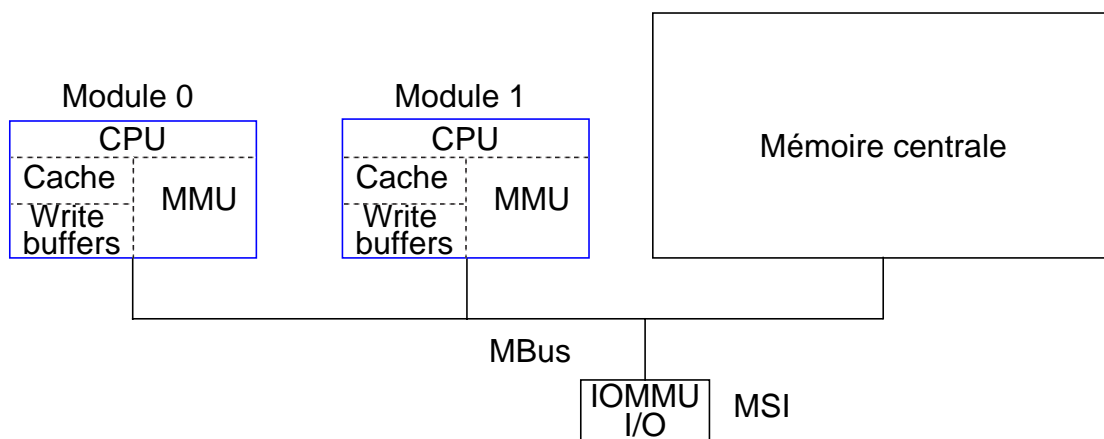 Module 0
Module 1
CPU
CPU
Mémoire centrale
Cache
MMU
Cache
MMU
Write
buffers
Write
buffers
MBus
IOMMU
I/O
MSI